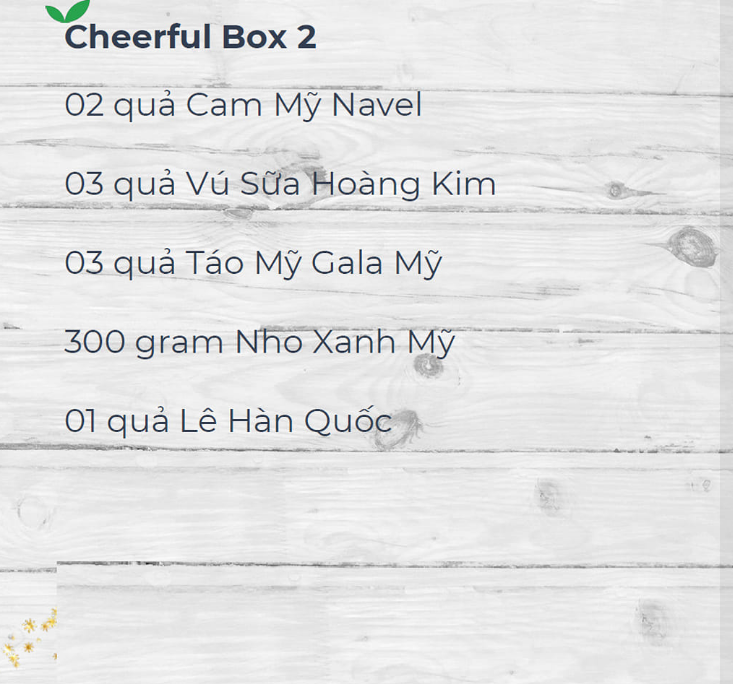 Cheerful Box 2
02 quả Cam Mỹ Navel
03 quả Vú Sữa Hoàng Kim
03 quả Táo Mỹ Gala Mỹ
300 gram Nho Xanh Mỹ
01 quả Lê Hàn Quốc